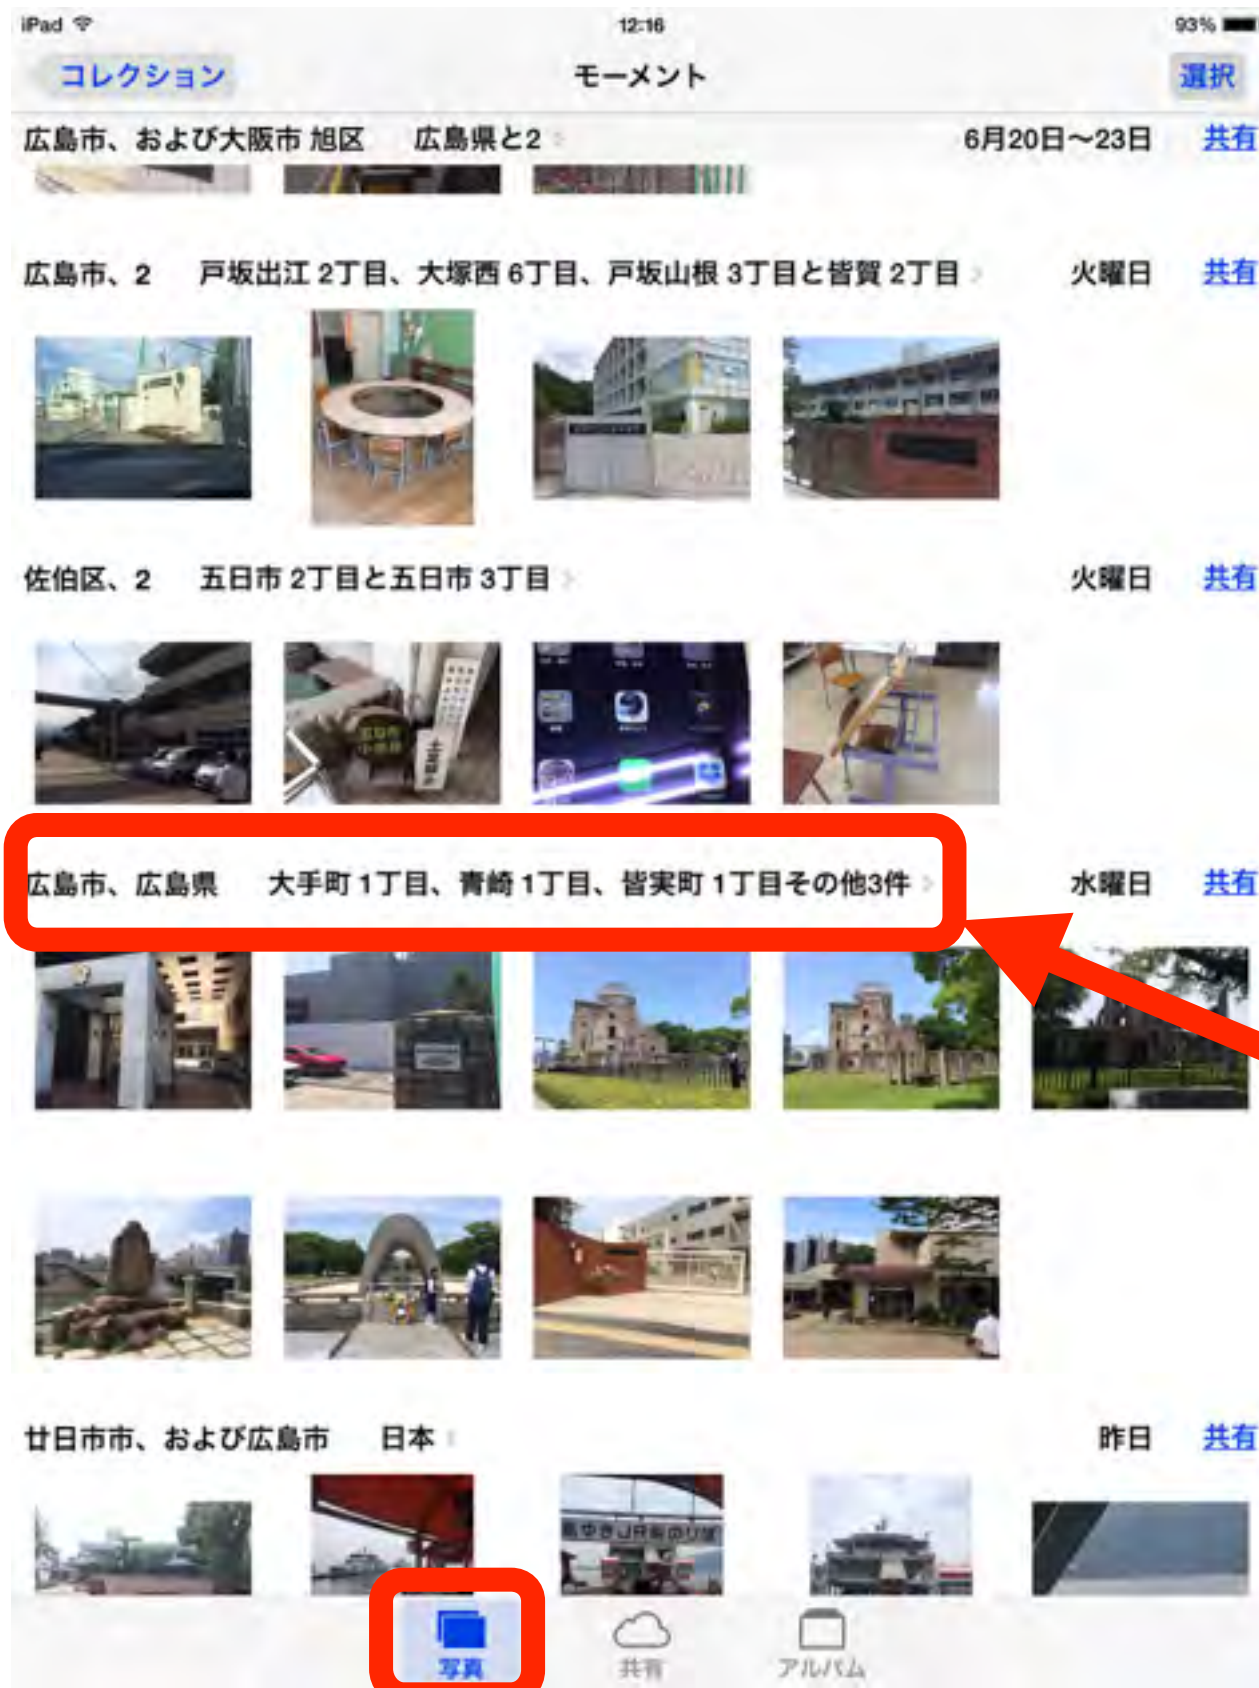 iPad 12:16 93%
コレクション モーメント 選択
広島市、および大阪市 旭区 広島県と2 6月20日〜23日 共有
広島市、2 戸坂出江 2丁目、大塚西 6丁目、戸坂山根 3丁目と皆賀 2丁目 火曜日 共有
佐伯区、2 五日市 2丁目と五日市 3丁目 火曜日 共有
広島市、広島県 大手町 1丁目、青崎 1丁目、皆実町 1丁目その他3件 水曜日 共有
廿日市市、および広島市 日本 昨日 共有
写真 共有 アルバム